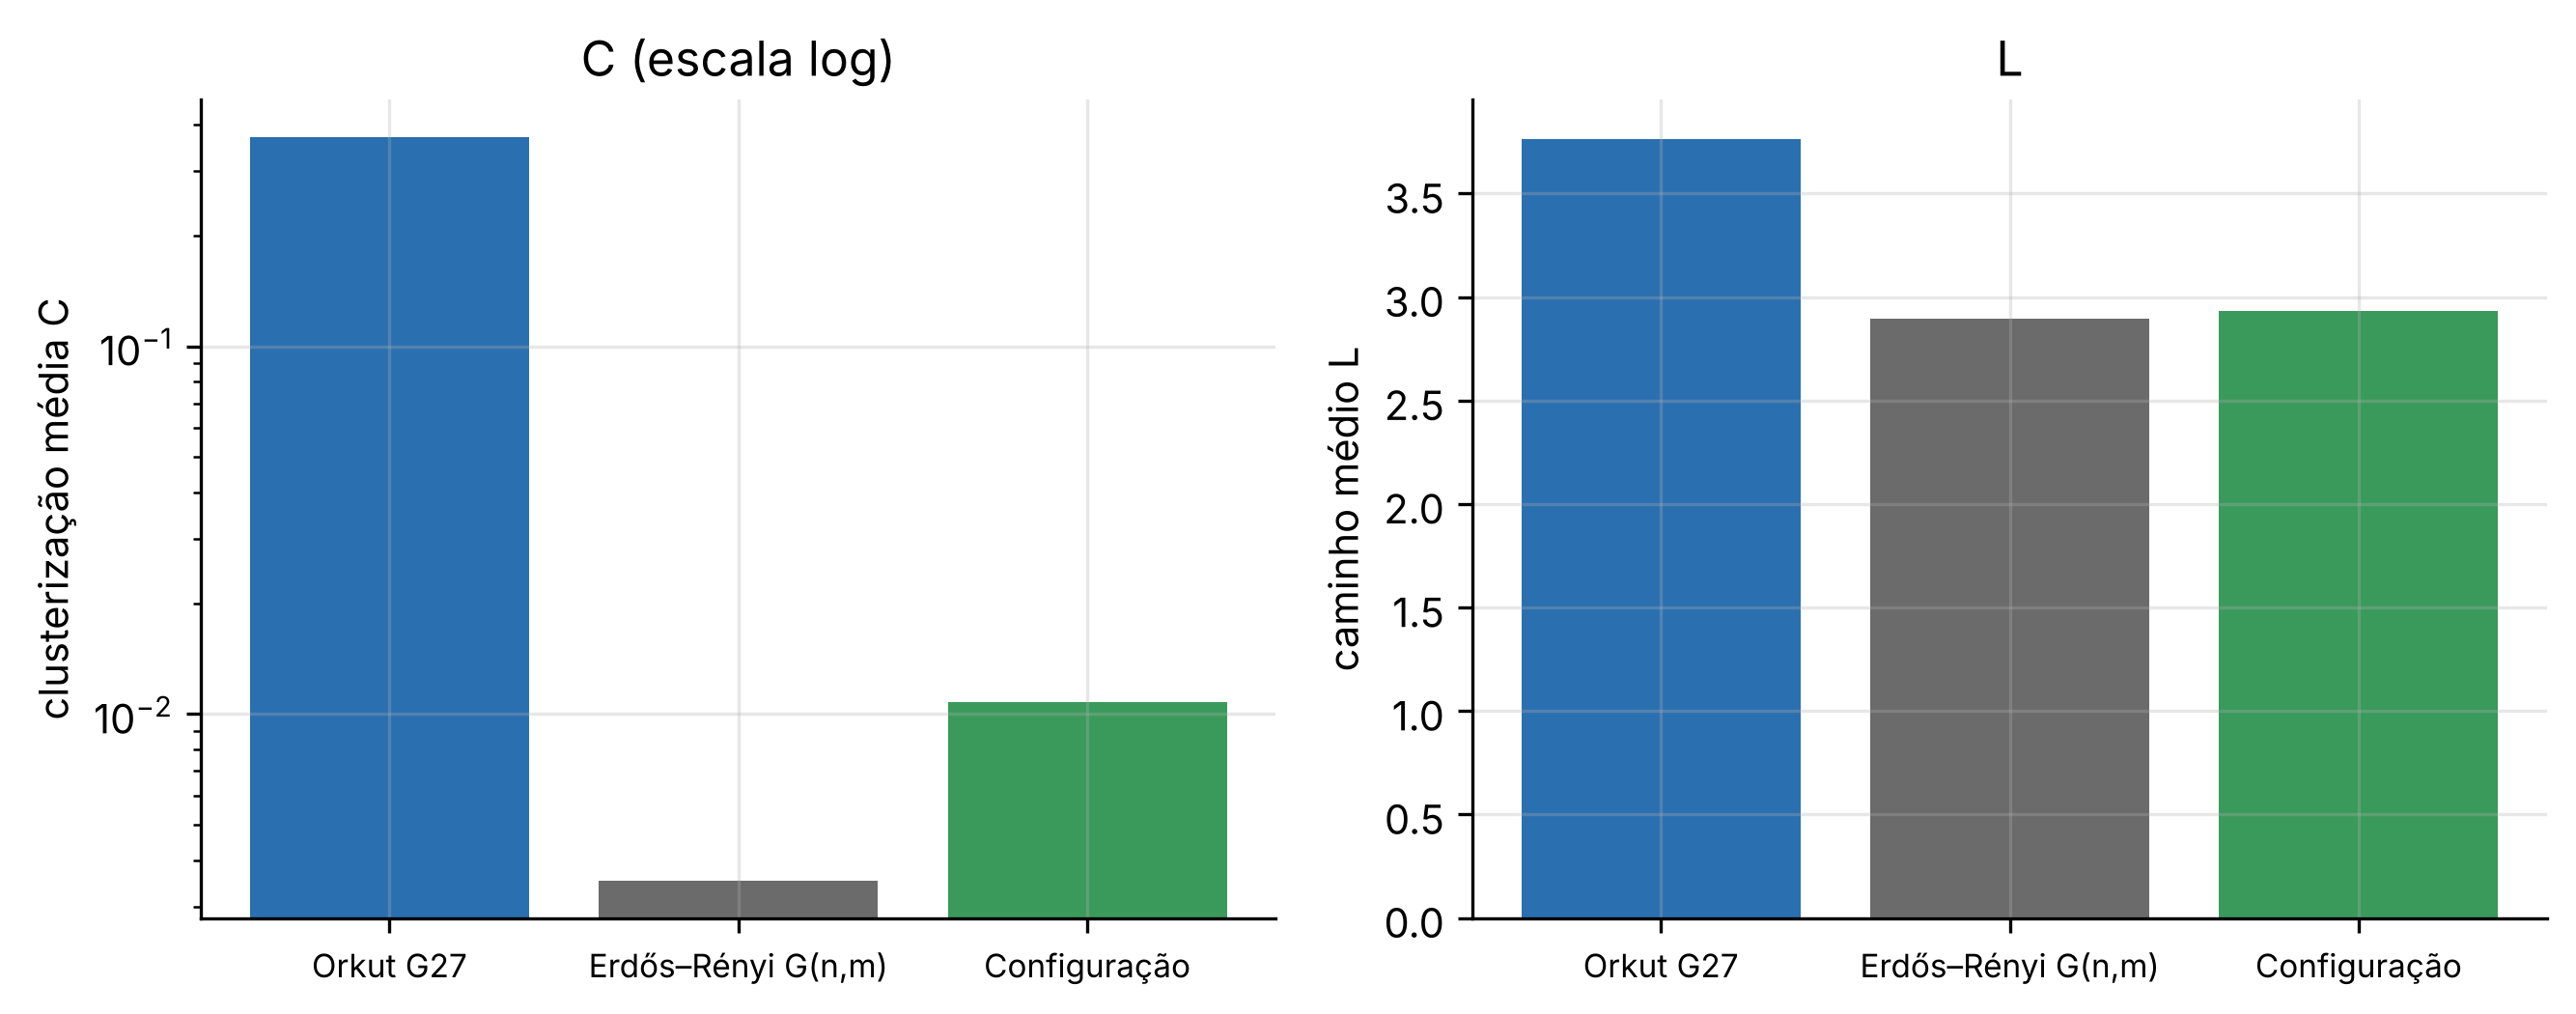 C (escala log)
clusterização média C
10⁻¹
10⁻²
Orkut G27
Erdős–Rényi G(n,m)
Configuração
L
caminho médio L
3.5
3.0
2.5
2.0
1.5
1.0
0.5
0.0
Orkut G27
Erdős–Rényi G(n,m)
Configuração